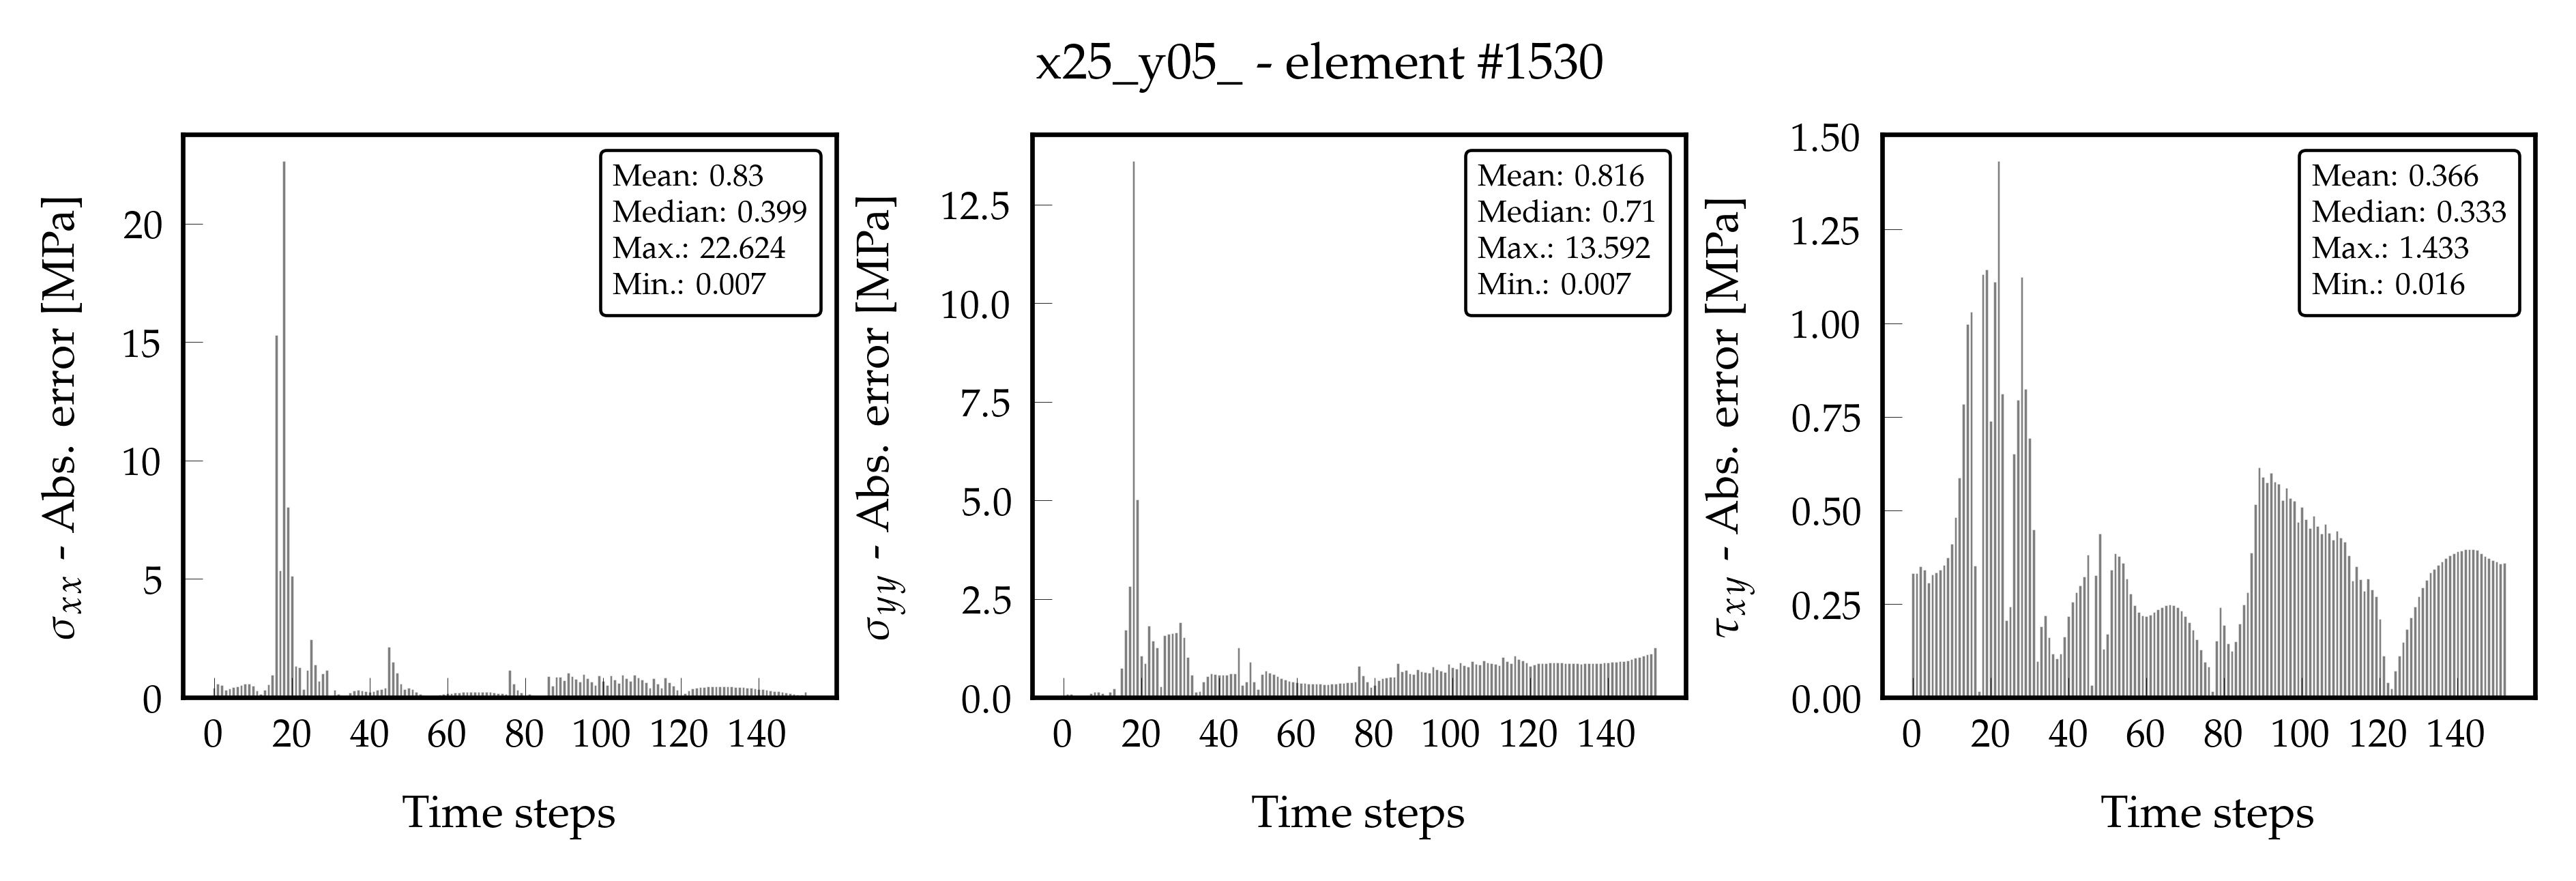 x25_y05_ - element #1530
σxx - Abs. error [MPa]
20
15
10
5
0
0 20 40 60 80 100 120 140
Time steps
Mean: 0.83
Median: 0.399
Max.: 22.624
Min.: 0.007
σyy - Abs. error [MPa]
12.5
10.0
7.5
5.0
2.5
0.0
0 20 40 60 80 100 120 140
Time steps
Mean: 0.816
Median: 0.71
Max.: 13.592
Min.: 0.007
τxy - Abs. error [MPa]
1.50
1.25
1.00
0.75
0.50
0.25
0.00
0 20 40 60 80 100 120 140
Time steps
Mean: 0.366
Median: 0.333
Max.: 1.433
Min.: 0.016